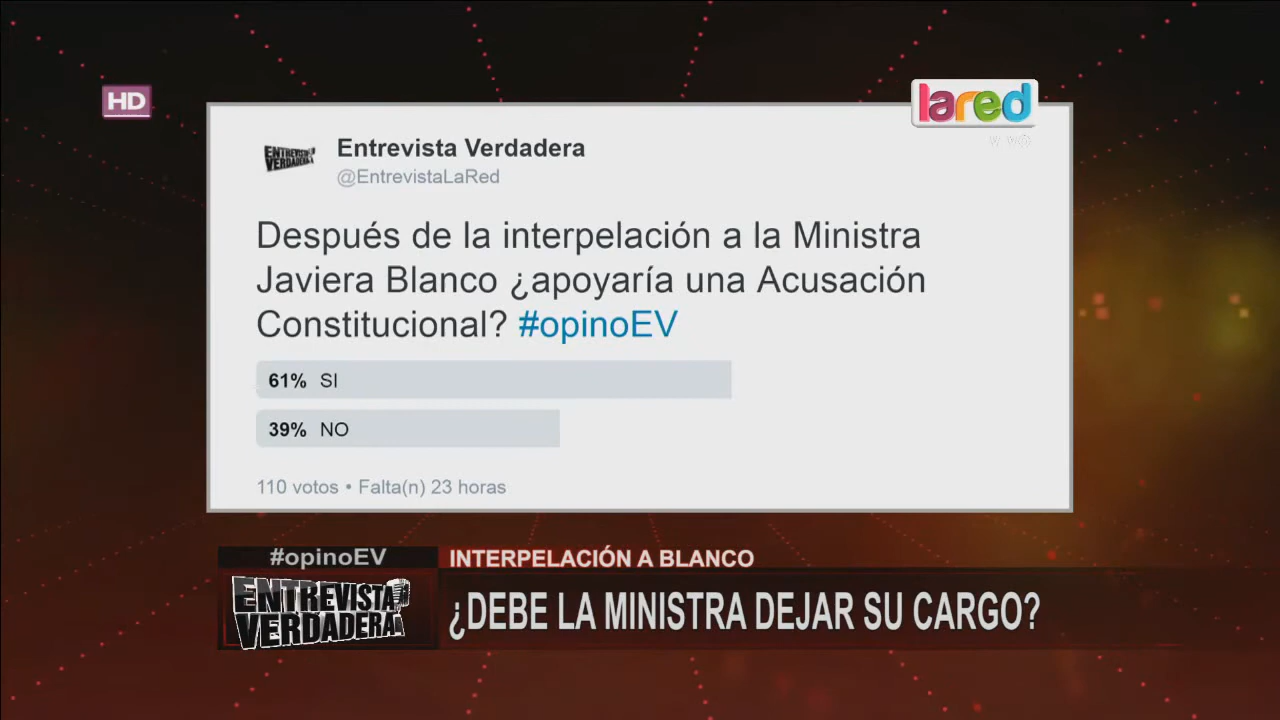 HD
lared
Entrevista Verdadera
ENTREVISTA
VERDADERA
@EntrevistaLaRed
Después de la interpelación a la Ministra
Javiera Blanco ¿apoyaría una Acusación
Constitucional? #opinoEV
61% SI
39% NO
110 votos • Falta(n) 23 horas
#opinoEV
INTERPELACIÓN A BLANCO
ENTREVISTA
VERDADERA
¿DEBE LA MINISTRA DEJAR SU CARGO?